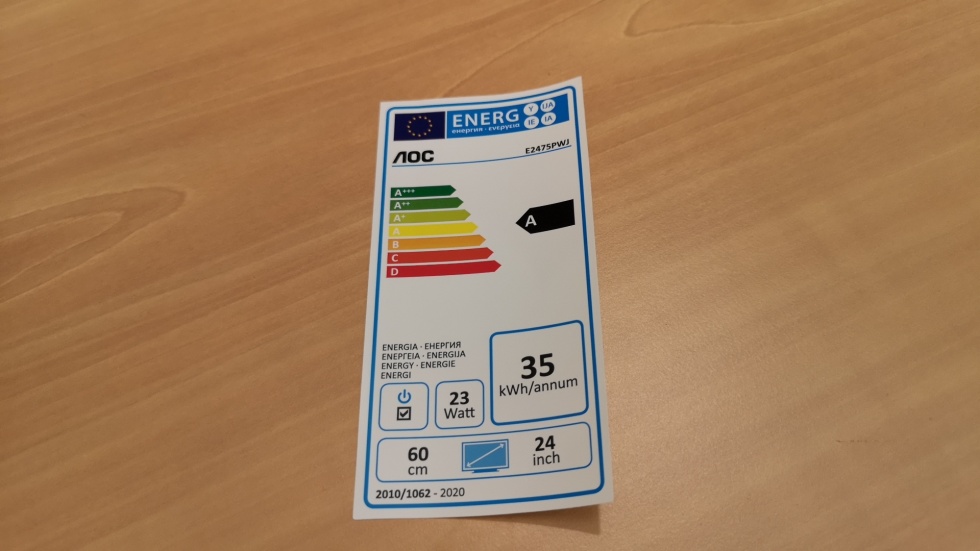 ENERG Y IJA
енергия · ενεργεια IE IA
AOC
E2475PWJ
A+++
A++
A+
A
B
C
D
A
ENERGIA · ЕНЕРГИЯ
ΕΝΕΡΓΕΙΑ · ENERGIJA
ENERGY · ENERGIE
ENERGI
23
Watt
35
kWh/annum
60
cm
24
inch
2010/1062 - 2020